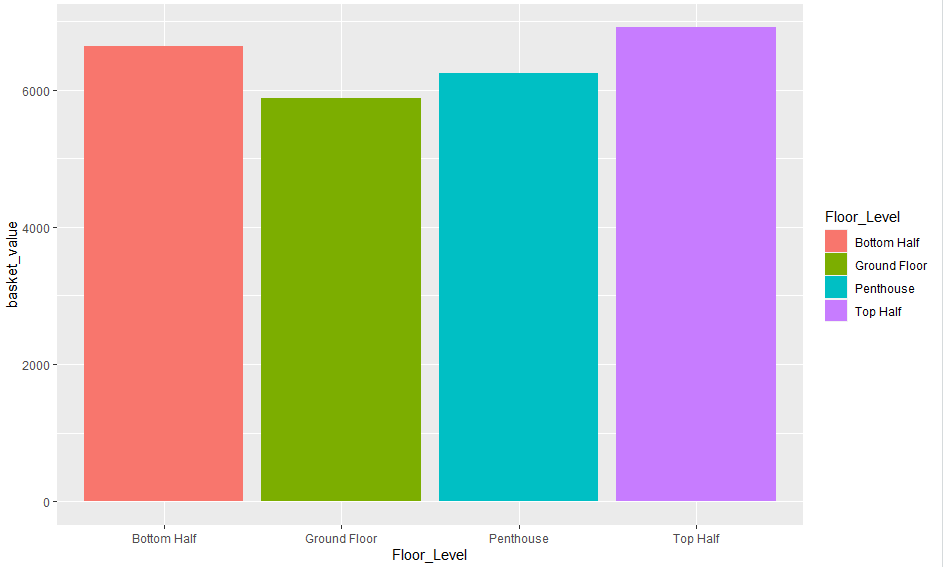 basket_value
6000
4000
2000
0
Bottom Half
Ground Floor
Penthouse
Top Half
Floor_Level
Floor_Level
Bottom Half
Ground Floor
Penthouse
Top Half